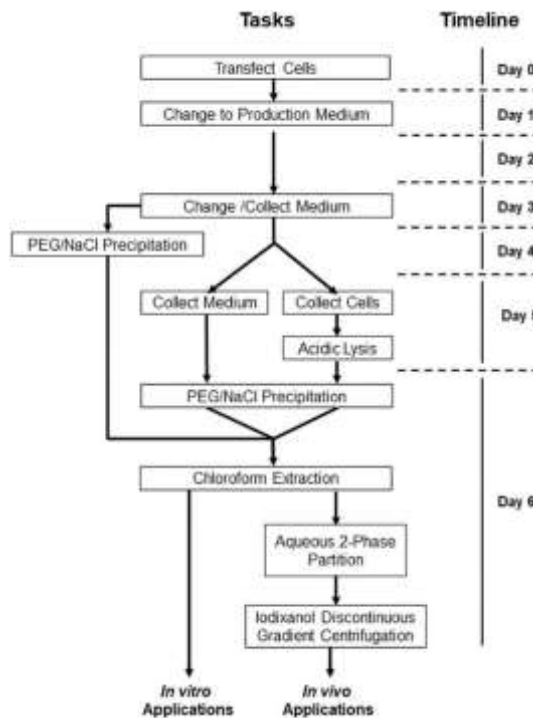 Tasks
Timeline
Transfect Cells
Day 0
Change to Production Medium
Day 1
Day 2
Change /Collect Medium
Day 3
PEG/NaCl Precipitation
Day 4
Collect Medium
Collect Cells
Day 5
Acidic Lysis
PEG/NaCl Precipitation
Chloroform Extraction
Day 6
Aqueous 2-Phase
Partition
Iodixanol Discontinuous
Gradient Centrifugation
In vitro
Applications
In vivo
Applications